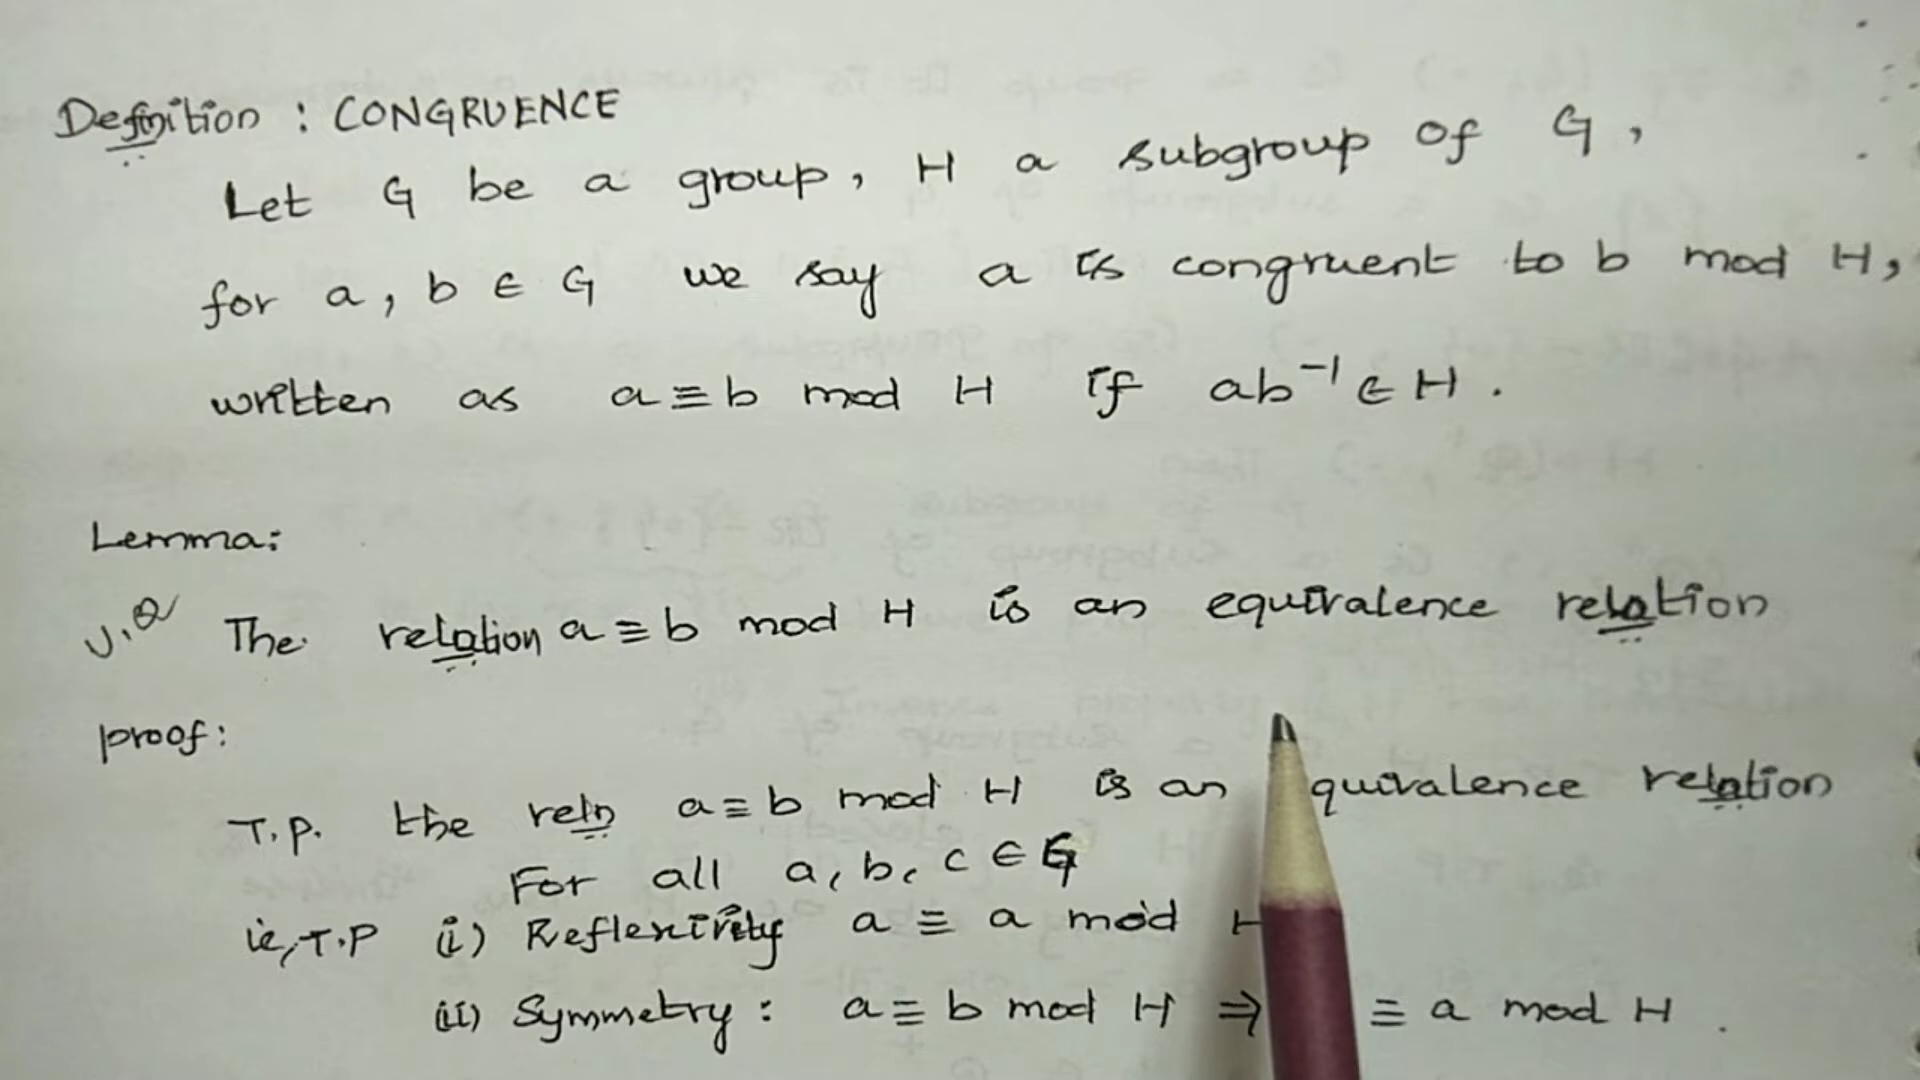 Definition : CONGRUENCE
Let G be a group, H a subgroup of G,
for a, b ∈ G we say a is congruent to b mod H,
written as a ≡ b mod H if ab⁻¹ ∈ H.
Lemma:
The relation a ≡ b mod H is an equivalence relation
proof:
T.p. the reln a ≡ b mod H is an quivalence relation
For all a, b, c ∈ G
ie, T.P (i) Reflexivity a ≡ a mod
(ii) Symmetry : a ≡ b mod H ⇒ ≡ a mod H .